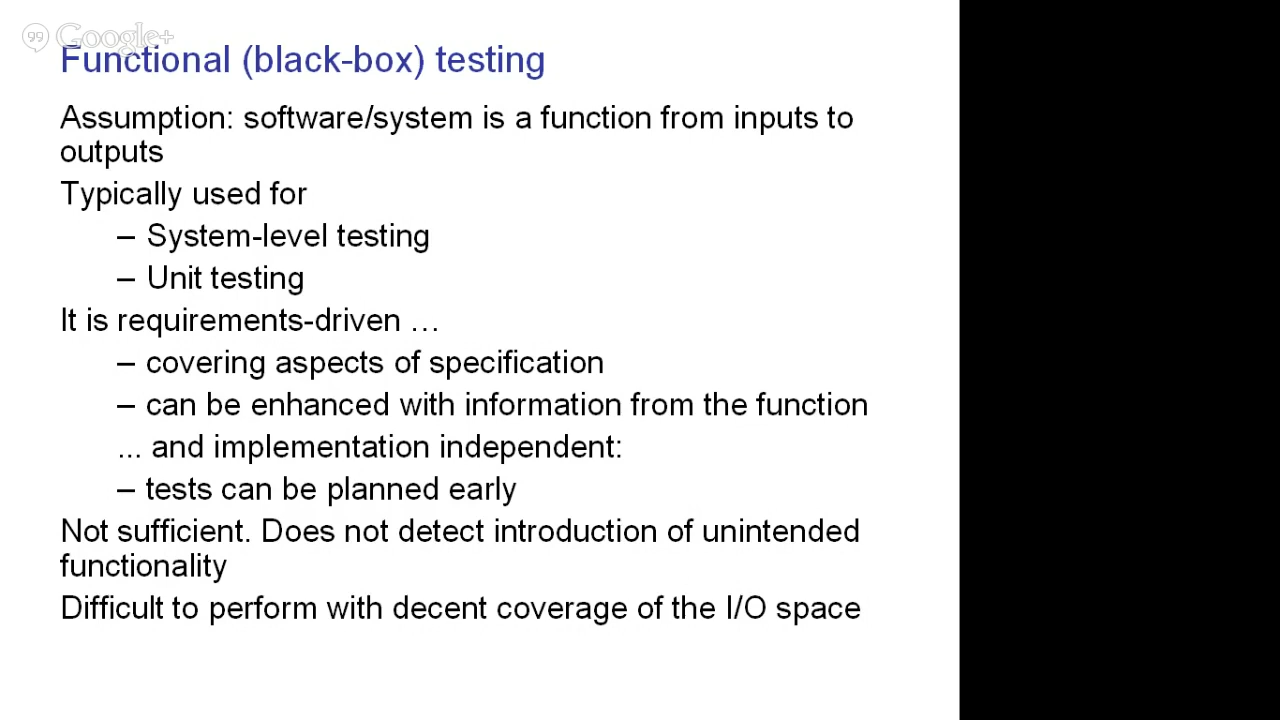 Google+
Functional (black-box) testing
Assumption: software/system is a function from inputs to
outputs
Typically used for
– System-level testing
– Unit testing
It is requirements-driven …
– covering aspects of specification
– can be enhanced with information from the function
... and implementation independent:
– tests can be planned early
Not sufficient. Does not detect introduction of unintended
functionality
Difficult to perform with decent coverage of the I/O space